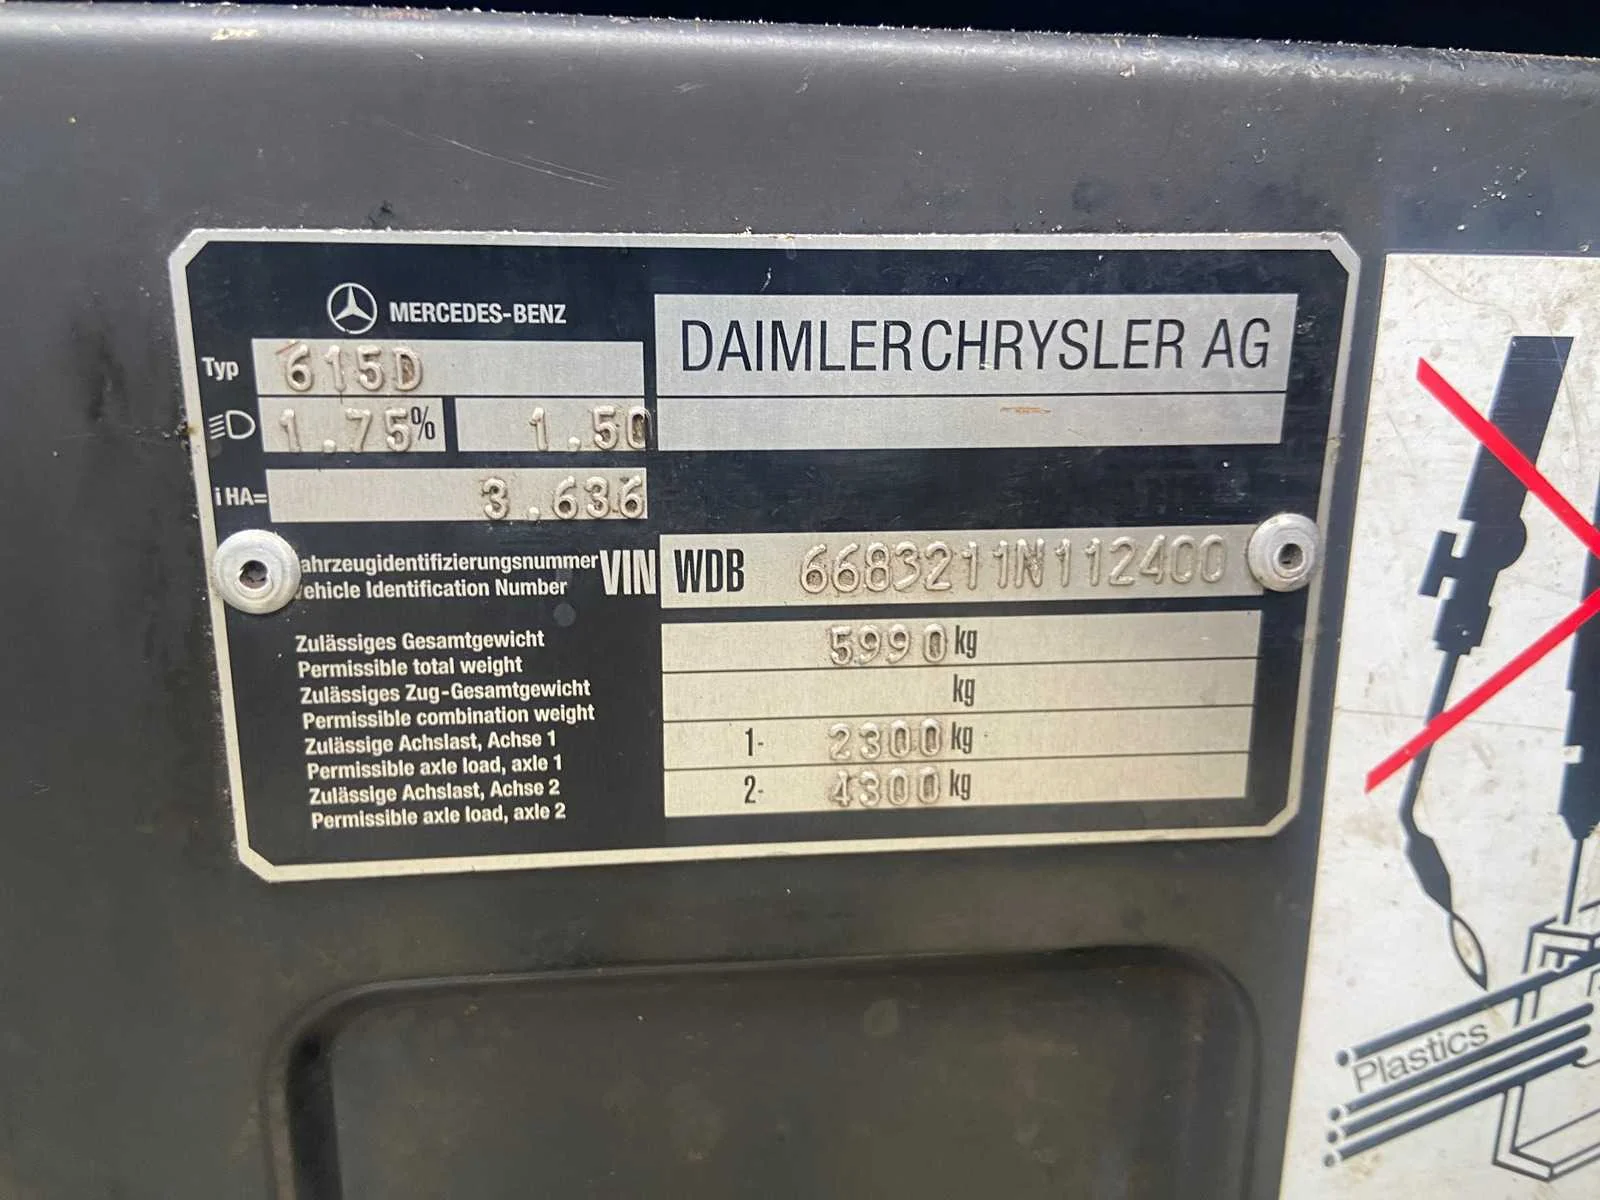 MERCEDES-BENZ
DAIMLERCHRYSLER AG
Typ 615D
1.75% 1.50
iHA= 3.636
ahrzeugidentifizierungsnummer
ehicle Identification Number
VIN WDB 6683211N112400
Zulässiges Gesamtgewicht
Permissible total weight
5990 kg
Zulässiges Zug-Gesamtgewicht
Permissible combination weight
kg
Zulässige Achslast, Achse 1
Permissible axle load, axle 1
1- 2300 kg
Zulässige Achslast, Achse 2
Permissible axle load, axle 2
2- 4300 kg
Plastics